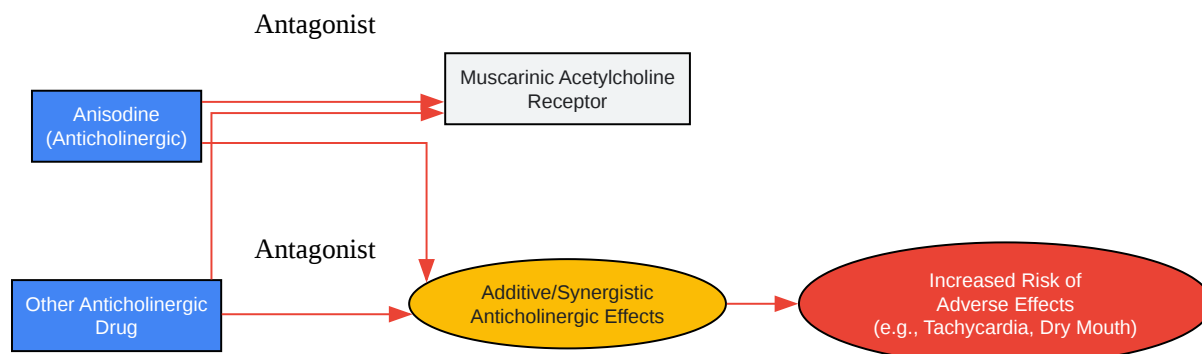 Antagonist
Muscarinic Acetylcholine
Receptor
Anisodine
(Anticholinergic)
Antagonist
Other Anticholinergic
Drug
Additive/Synergistic
Anticholinergic Effects
Increased Risk of
Adverse Effects
(e.g., Tachycardia, Dry Mouth)